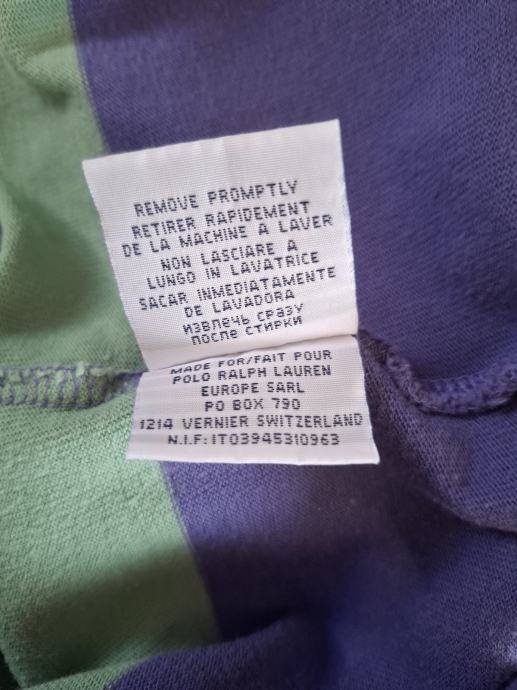 REMOVE PROMPTLY
RETIRER RAPIDEMENT
DE LA MACHINE A LAVER
NON LASCIARE A
LUNGO IN LAVATRICE
SACAR INMEDIATAMENTE
DE LAVADORA
извлечь сразу
после стирки
MADE FOR/FAIT POUR
POLO RALPH LAUREN
EUROPE SARL
PO BOX 790
1214 VERNIER SWITZERLAND
N.I.F: IT03945310963